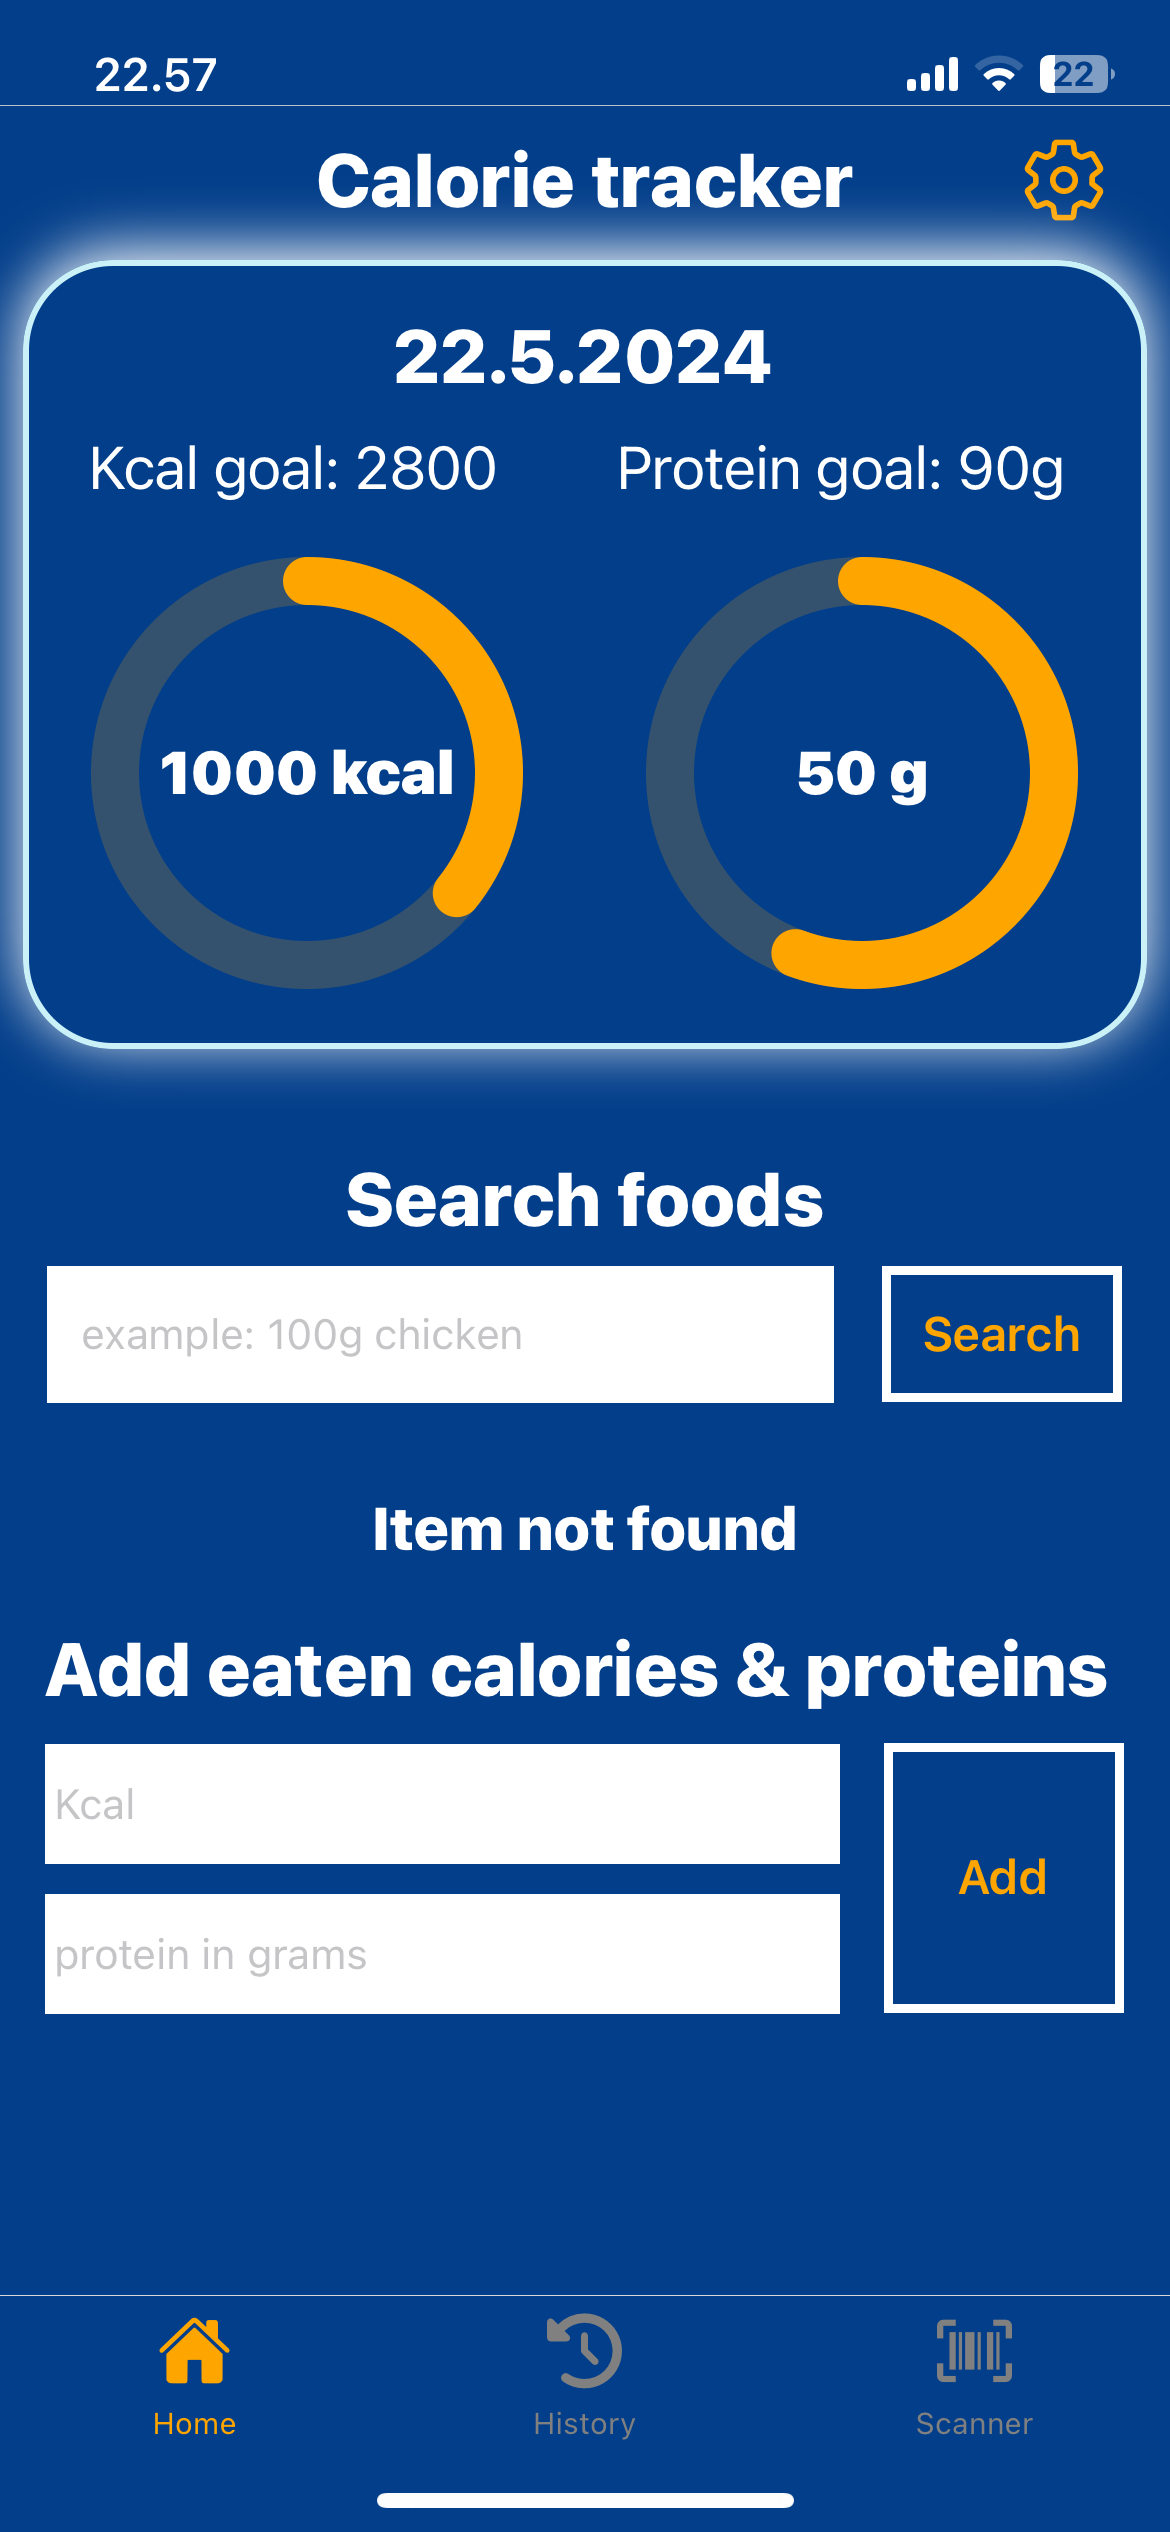 22.57
22
Calorie tracker
22.5.2024
Kcal goal: 2800 Protein goal: 90g
1000 kcal 50 g
Search foods
example: 100g chicken Search
Item not found
Add eaten calories & proteins
Kcal
Add
protein in grams
Home History Scanner